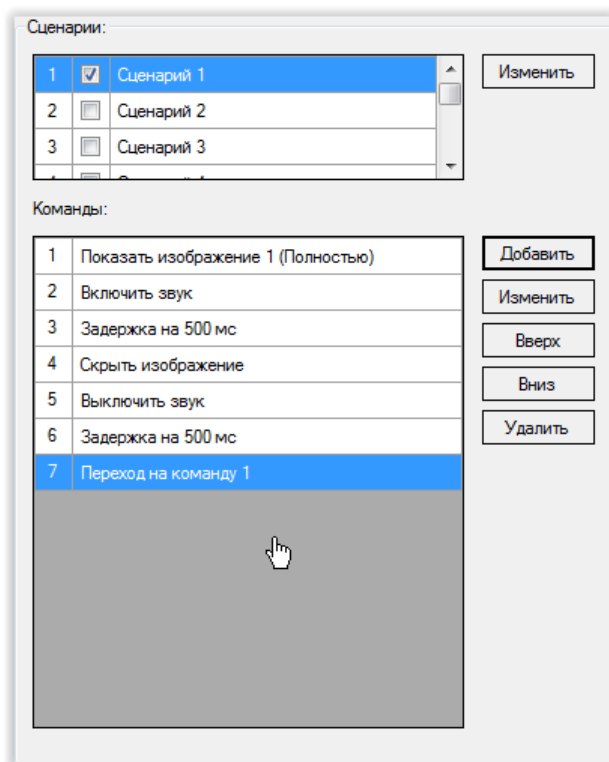 Сценарии:
1 Сценарий 1 Изменить
2 Сценарий 2
3 Сценарий 3
Команды:
1 Показать изображение 1 (Полностью) Добавить
2 Включить звук Изменить
3 Задержка на 500 мс Вверх
4 Скрыть изображение Вниз
5 Выключить звук
6 Задержка на 500 мс Удалить
7 Переход на команду 1